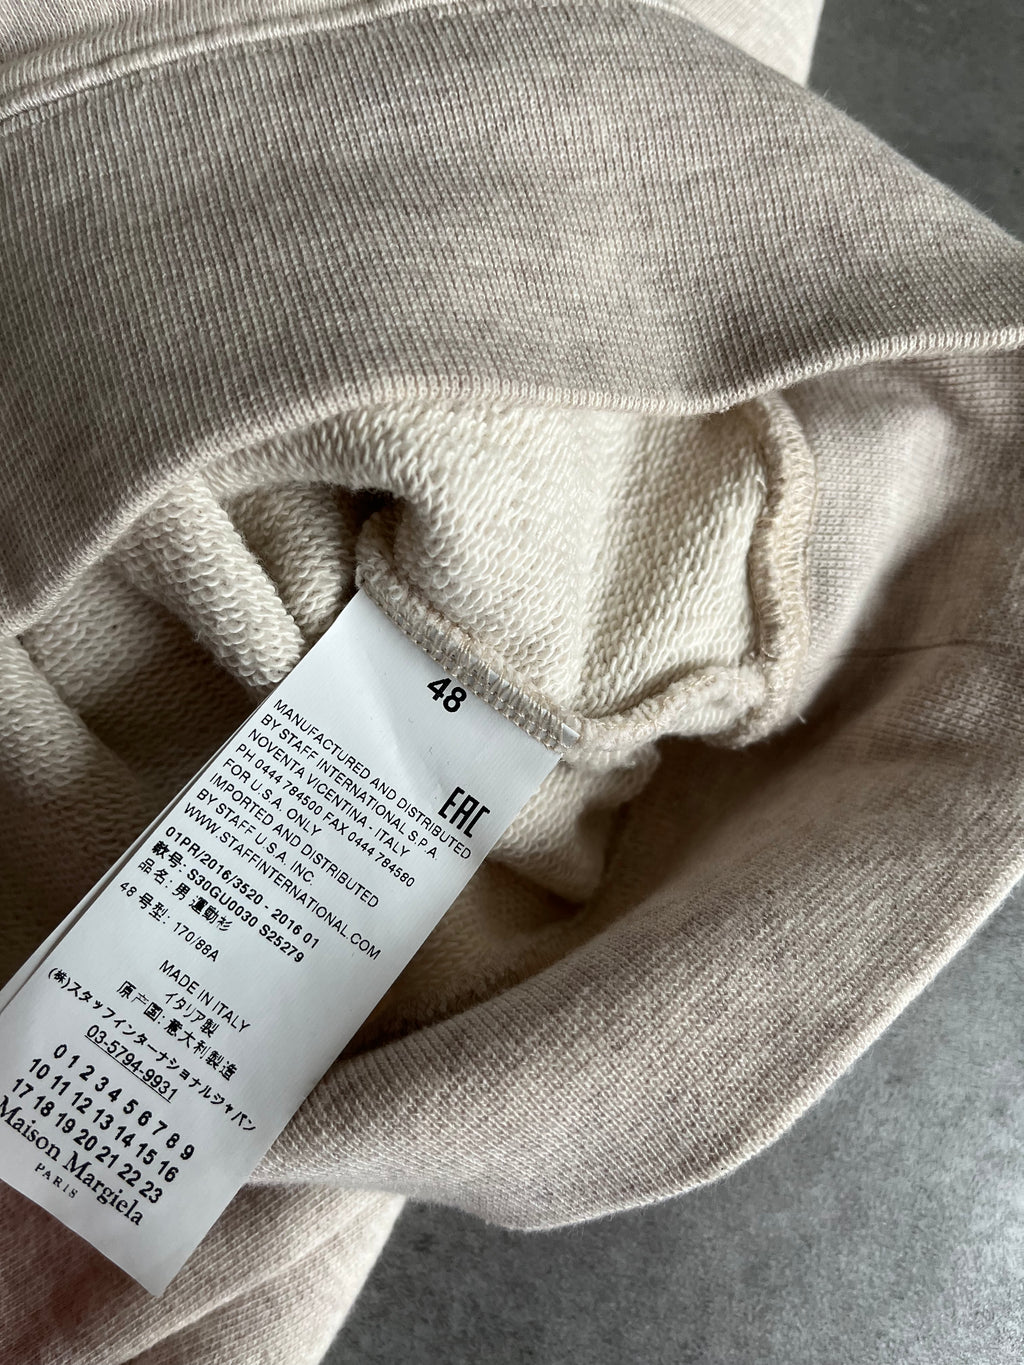 48
EAC
MANUFACTURED AND DISTRIBUTED
BY STAFF INTERNATIONAL S.P.A.
NOVENTA VICENTINA - ITALY
PH 0444 784500 FAX 0444 784580
FOR U.S.A. ONLY
IMPORTED AND DISTRIBUTED
BY STAFF U.S.A. INC.
WWW.STAFFINTERNATIONAL.COM
01PR/2016/3520 - 2016 01
款号: S30GU0030 S25279
品名: 男 運動衫
48 号型: 170/88A
MADE IN ITALY
イタリア製
原产国: 意大利製造
(株)スタッフインターナショナルジャパン
03-5794-9931
0 1 2 3 4 5 6 7 8 9
10 11 12 13 14 15 16
17 18 19 20 21 22 23
Maison Margiela
PARIS